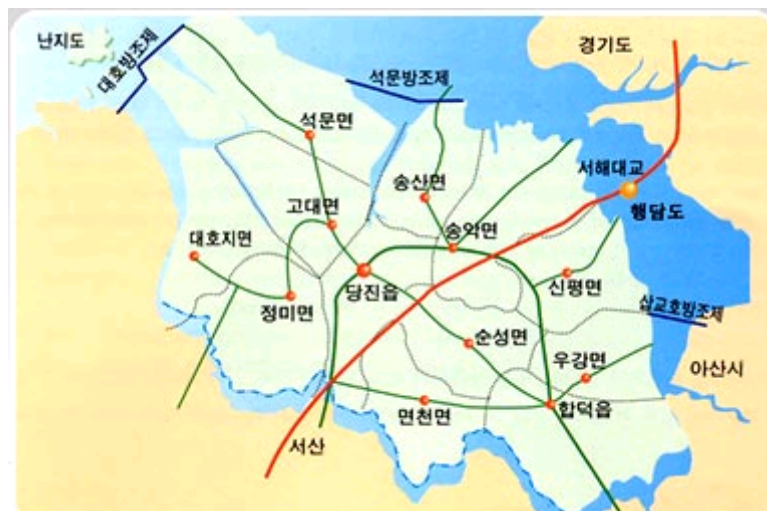 난지도
대호방조제
석문방조제
경기도
석문면
서해대교
송산면
행담도
고대면
대호지면
송악면
당진읍
신평면
정미면
삽교호방조제
순성면
우강면
아산시
면천면
합덕읍
서산